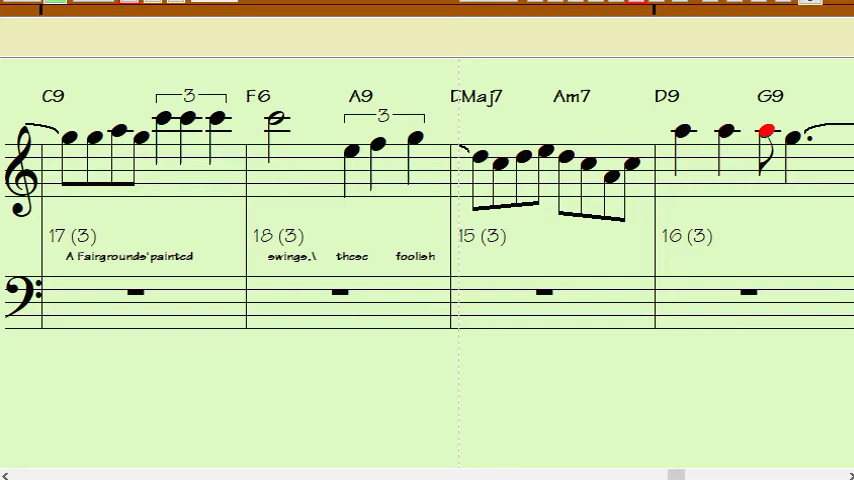 C9 3 F6 A9 3 DMaj7 Am7 D9 G9
17 (3) 18 (3) 15 (3) 16 (3)
A Fairgrounds'painted swings,\ these foolish